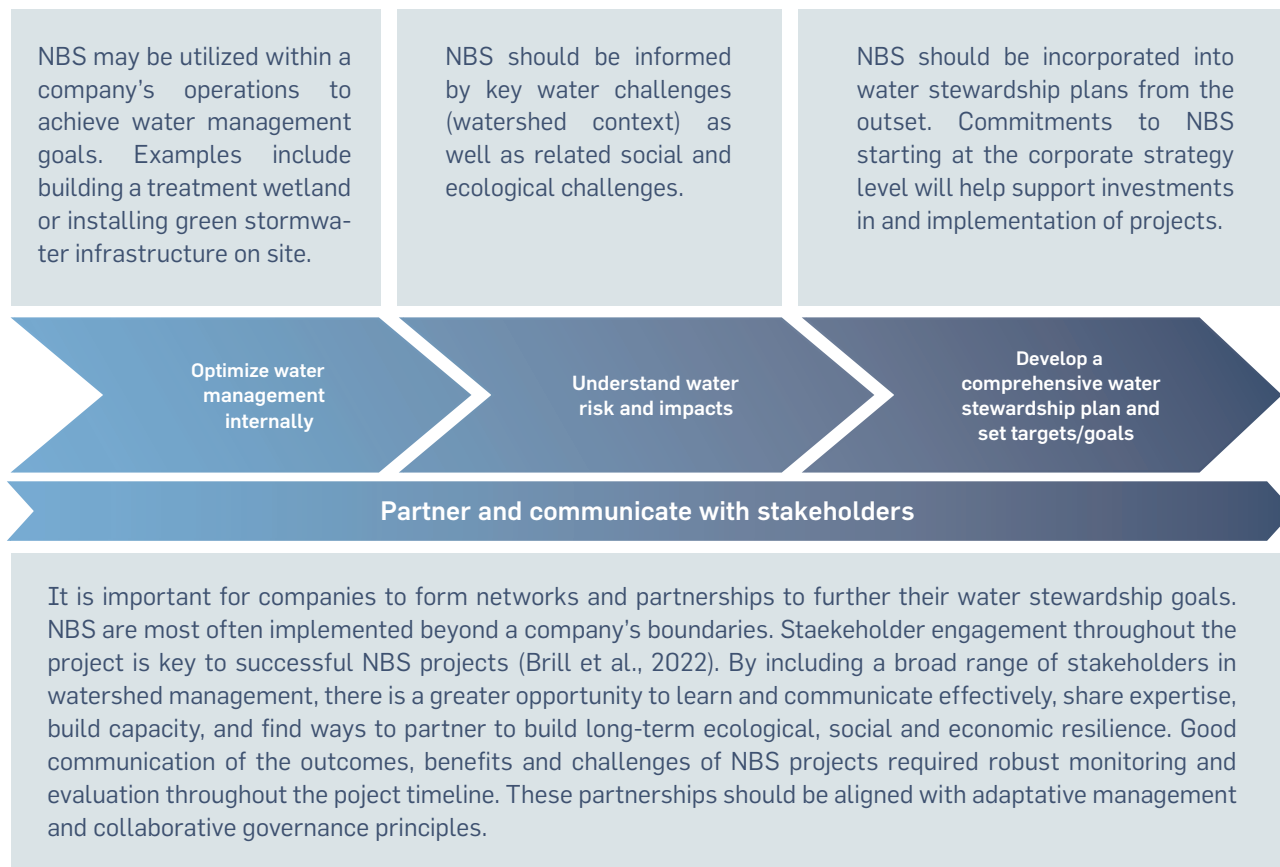 NBS may be utilized within a
company's operations to
achieve water management
goals. Examples include
building a treatment wetland
or installing green stormwa-
ter infrastructure on site.
NBS should be informed
by key water challenges
(watershed context) as
well as related social and
ecological challenges.
NBS should be incorporated into
water stewardship plans from the
outset. Commitments to NBS
starting at the corporate strategy
level will help support investments
in and implementation of projects.
Optimize water
management
internally
Understand water
risk and impacts
Develop a
comprehensive water
stewardship plan and
set targets/goals
Partner and communicate with stakeholders
It is important for companies to form networks and partnerships to further their water stewardship goals.
NBS are most often implemented beyond a company's boundaries. Staekeholder engagement throughout the
project is key to successful NBS projects (Brill et al., 2022). By including a broad range of stakeholders in
watershed management, there is a greater opportunity to learn and communicate effectively, share expertise,
build capacity, and find ways to partner to build long-term ecological, social and economic resilience. Good
communication of the outcomes, benefits and challenges of NBS projects required robust monitoring and
evaluation throughout the poject timeline. These partnerships should be aligned with adaptative management
and collaborative governance principles.